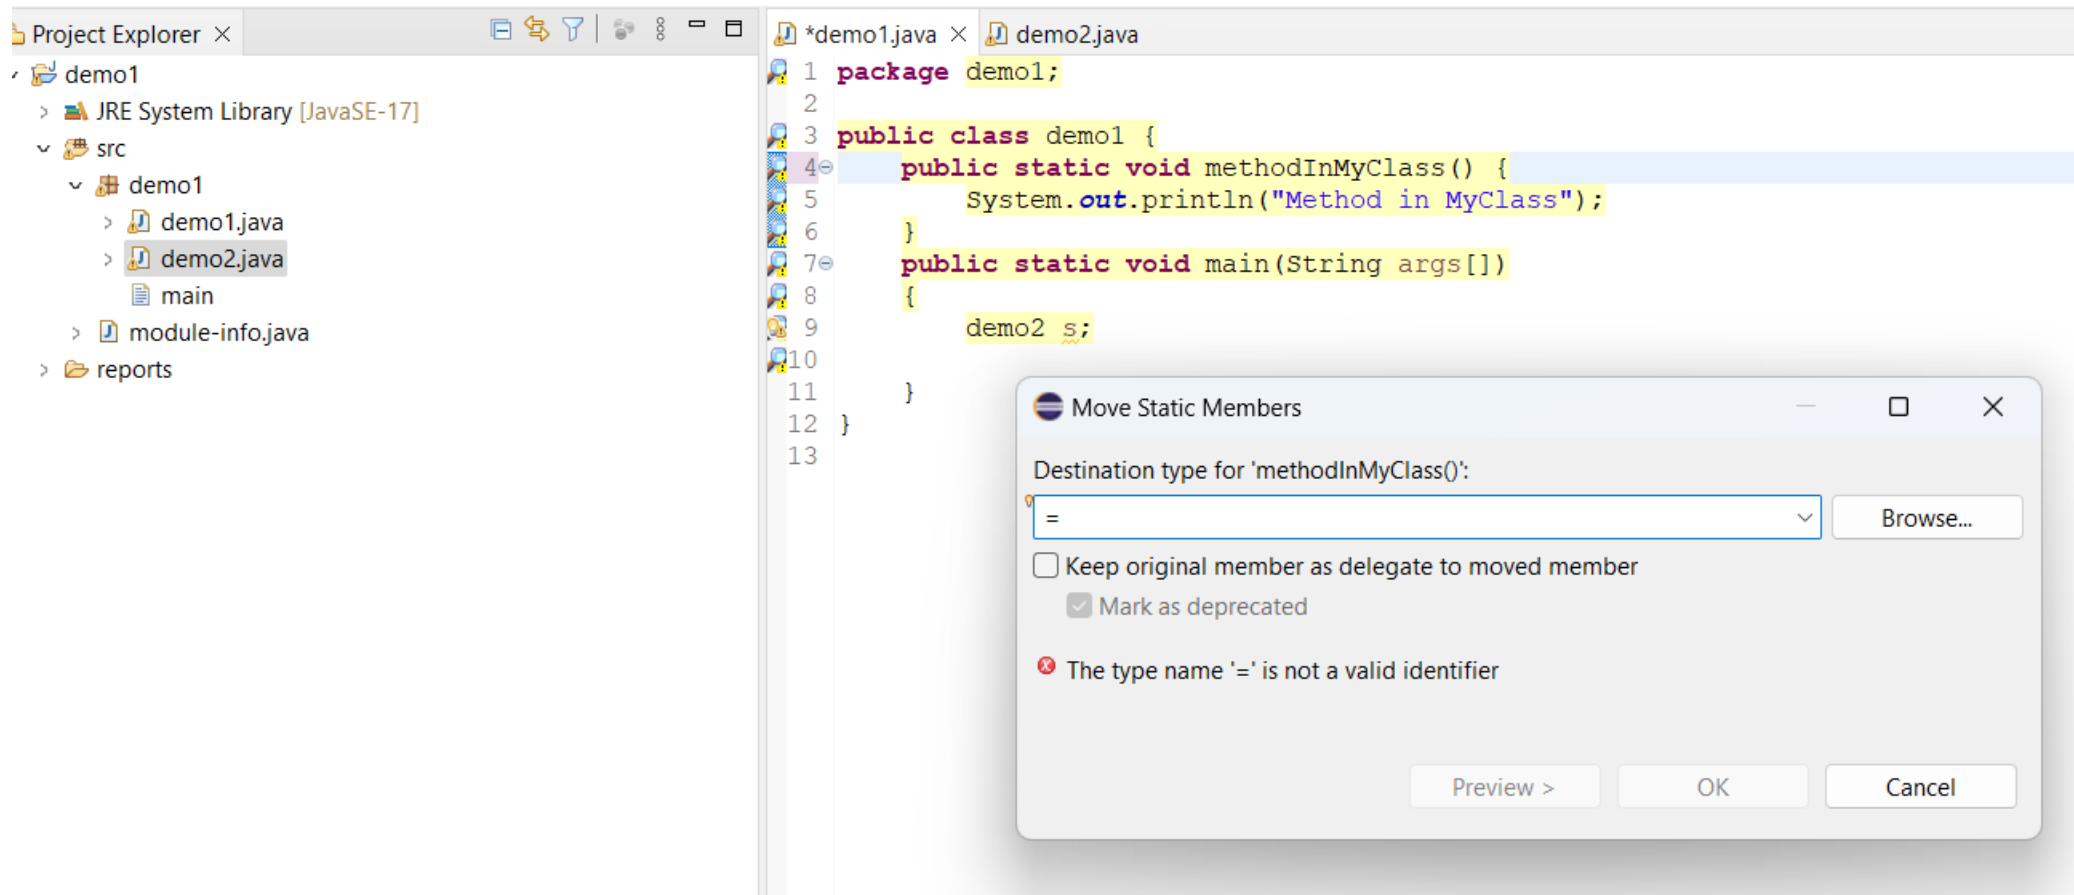 Project Explorer
demo1
JRE System Library [JavaSE-17]
src
demo1
demo1.java
demo2.java
main
module-info.java
reports
*demo1.java demo2.java
1 package demo1;
2
3 public class demo1 {
4 public static void methodInMyClass() {
5 System.out.println("Method in MyClass");
6 }
7 public static void main(String args[])
8 {
9 demo2 s;
10
11 }
12 }
13
Move Static Members
Destination type for 'methodInMyClass()':
= Browse...
Keep original member as delegate to moved member
Mark as deprecated
The type name '=' is not a valid identifier
Preview > OK Cancel